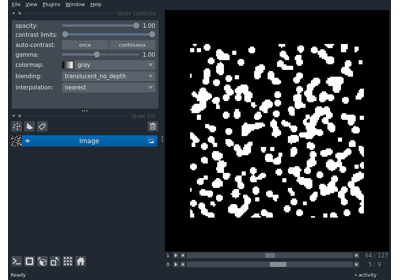 File View Plugins Window Help
layer controls
opacity: 1.00
contrast limits:
auto-contrast: once continuous
gamma: 1.00
colormap: gray
blending: translucent_no_depth
interpolation: nearest
layer list
Image
1 64 127
0 5 9
Ready activity